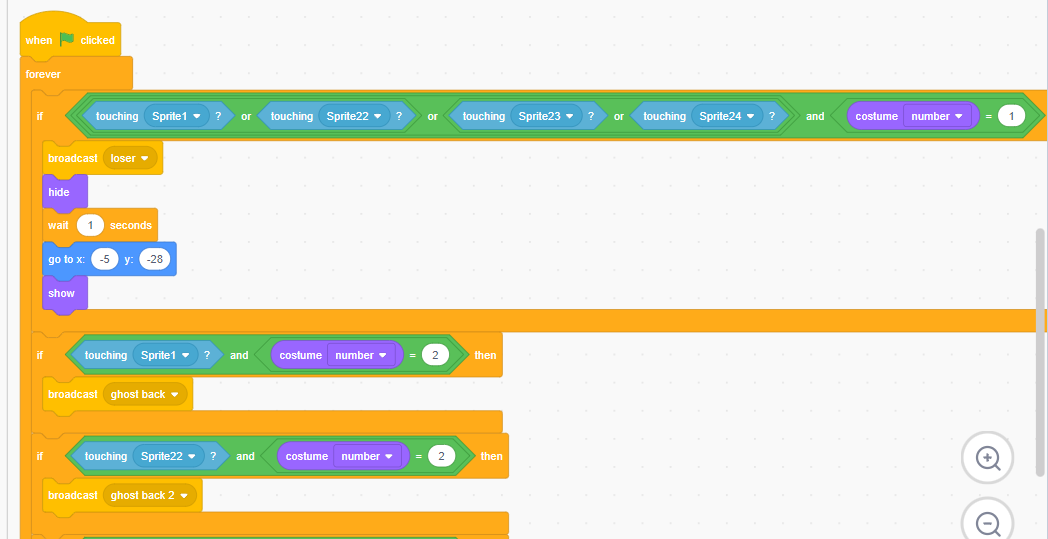 when clicked
forever
if touching Sprite1 ? or touching Sprite22 ? or touching Sprite23 ? or touching Sprite24 ? and costume number = 1
broadcast loser
hide
wait 1 seconds
go to x: -5 y: -28
show
if touching Sprite1 ? and costume number = 2 then
broadcast ghost back
if touching Sprite22 ? and costume number = 2 then
broadcast ghost back 2